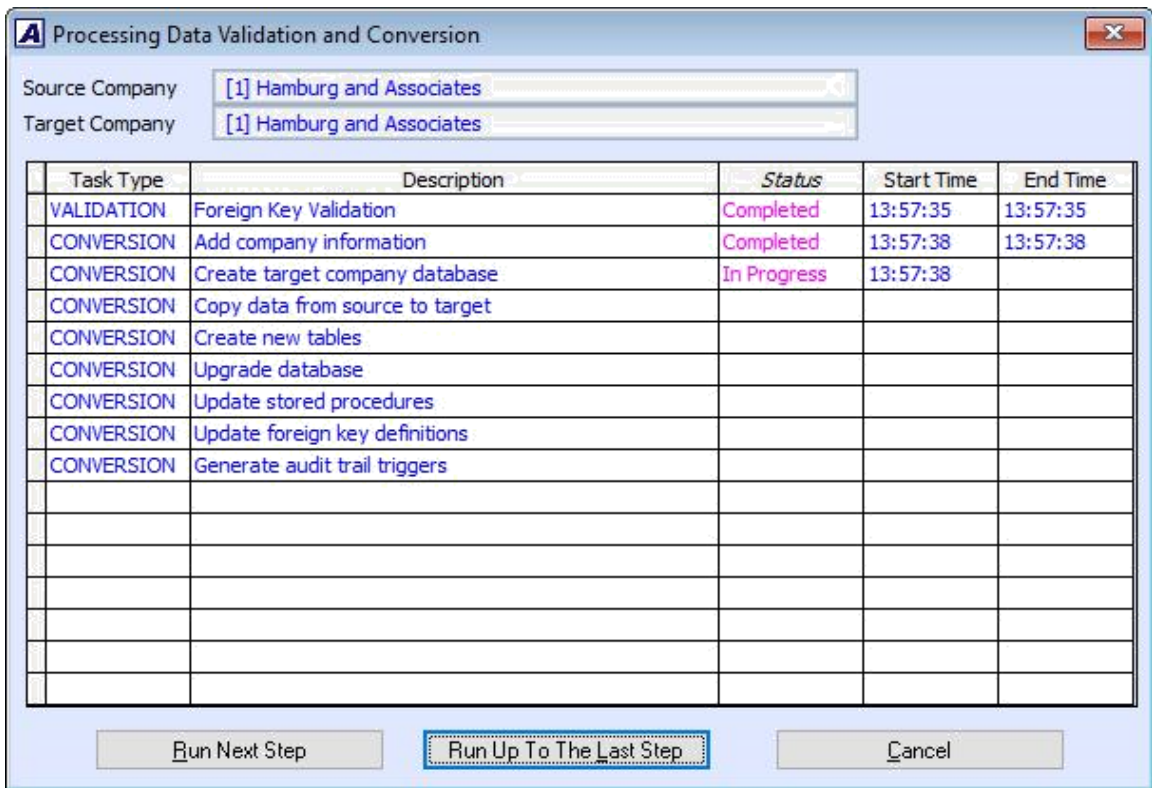 A Processing Data Validation and Conversion
Source Company [1] Hamburg and Associates
Target Company [1] Hamburg and Associates
Task Type Description Status Start Time End Time
VALIDATION Foreign Key Validation Completed 13:57:35 13:57:35
CONVERSION Add company information Completed 13:57:38 13:57:38
CONVERSION Create target company database In Progress 13:57:38
CONVERSION Copy data from source to target
CONVERSION Create new tables
CONVERSION Upgrade database
CONVERSION Update stored procedures
CONVERSION Update foreign key definitions
CONVERSION Generate audit trail triggers
Run Next Step Run Up To The Last Step Cancel